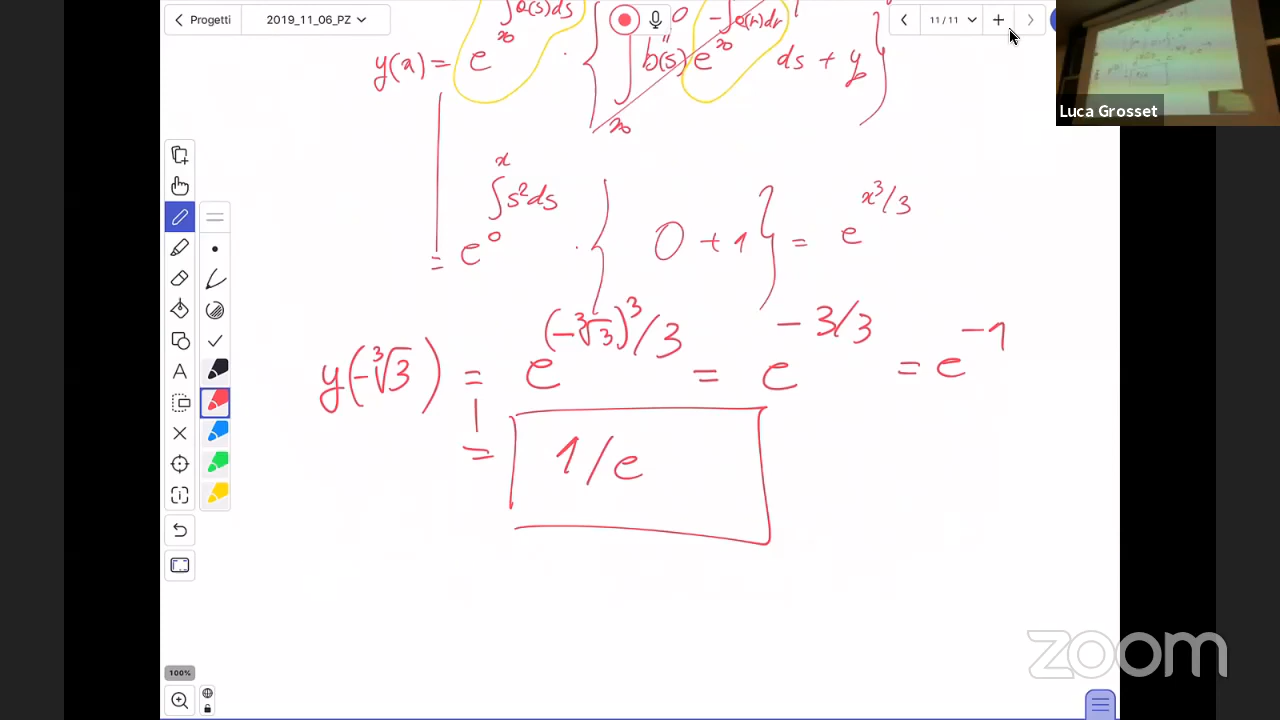 Progetti 2019_11_06_PZ 11/11
Luca Grosset
y(x) = e^{∫_{x0} a(s)ds} · { ∫_{x0} b(s) e^{-∫_{x0} a(r)dr} ds + y }
= e^{∫_0^x s²ds} · { 0 + 1 } = e^{x³/3}
y(-∛3) = e^{(-∛3)³/3} = e^{-3/3} = e^{-1}
= 1/e
100%
zoom